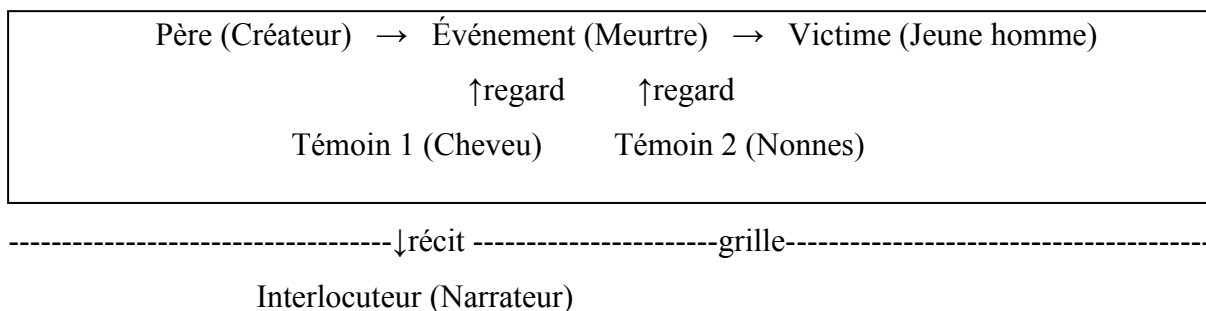 Père (Créateur) → Événement (Meurtre) → Victime (Jeune homme)
↑regard ↑regard
Témoin 1 (Cheveu) Témoin 2 (Nonnes)
------------------------------------↓récit -----------------------grille----------------------------------------
Interlocuteur (Narrateur)